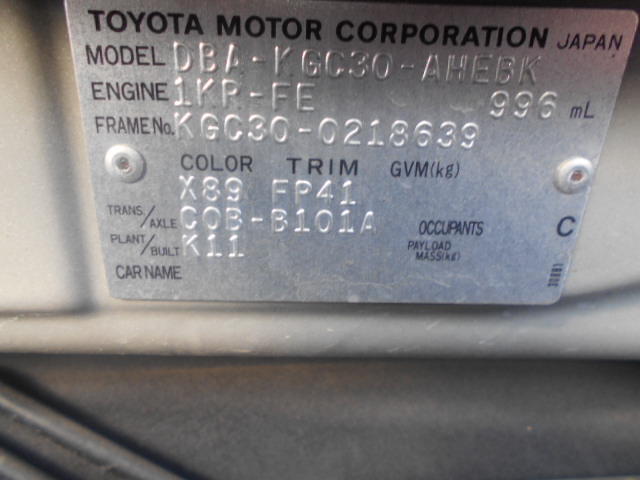 TOYOTA MOTOR CORPORATION JAPAN
MODEL DBA-KGC30-AHEBK
ENGINE 1KR-FE 996 mL
FRAME No. KGC30-0218639
COLOR TRIM GVM(kg)
X89 FP41
TRANS./AXLE C0B-B101A OCCUPANTS C
PLANT/BUILT K11 PAYLOAD MASS(kg)
CAR NAME